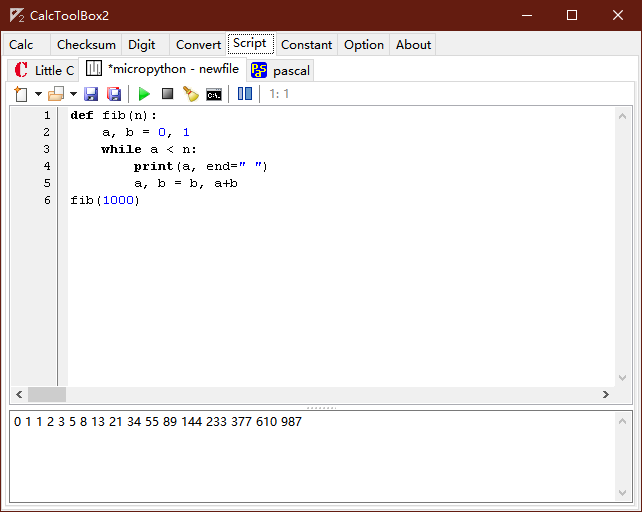 CalcToolBox2
Calc Checksum Digit Convert Script Constant Option About
Little C *micropython - newfile pascal
1: 1
1 def fib(n):
2 a, b = 0, 1
3 while a < n:
4 print(a, end=" ")
5 a, b = b, a+b
6 fib(1000)
0 1 1 2 3 5 8 13 21 34 55 89 144 233 377 610 987